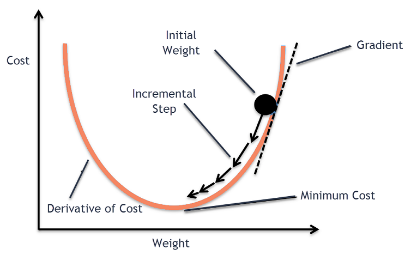 Initial
Weight
Gradient
Cost
Incremental
Step
Derivative of Cost
Minimum Cost
Weight